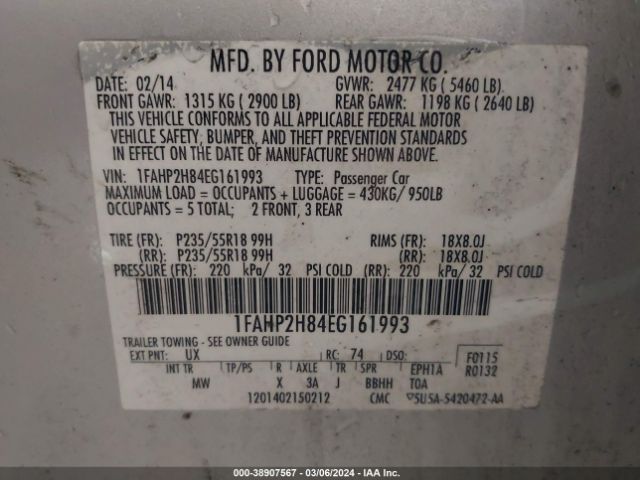 MFD. BY FORD MOTOR CO.
DATE: 02/14 GVWR: 2477 KG ( 5460 LB)
FRONT GAWR: 1315 KG ( 2900 LB) REAR GAWR: 1198 KG ( 2640 LB)
THIS VEHICLE CONFORMS TO ALL APPLICABLE FEDERAL MOTOR
VEHICLE SAFETY, BUMPER, AND THEFT PREVENTION STANDARDS
IN EFFECT ON THE DATE OF MANUFACTURE SHOWN ABOVE.
VIN: 1FAHP2H84EG161993 TYPE: Passenger Car
MAXIMUM LOAD = OCCUPANTS + LUGGAGE = 430KG/ 950LB
OCCUPANTS = 5 TOTAL; 2 FRONT, 3 REAR
TIRE (FR): P235/55R18 99H RIMS (FR): 18X8.0J
(RR): P235/55R18 99H (RR): 18X8.0J
PRESSURE (FR): 220 kPa/ 32 PSI COLD (RR): 220 kPa/ 32 PSI COLD
1FAHP2H84EG161993
TRAILER TOWING - SEE OWNER GUIDE
EXT PNT: UX RC: 74 DSO: F0115
INT TR TP/PS R AXLE TR SPR EPH1A R0132
MW X 3A J BBHH TOA
1201402150212 CMC 5U5A-5420472-AA
000-38907567 - 03/06/2024 - IAAI.COM